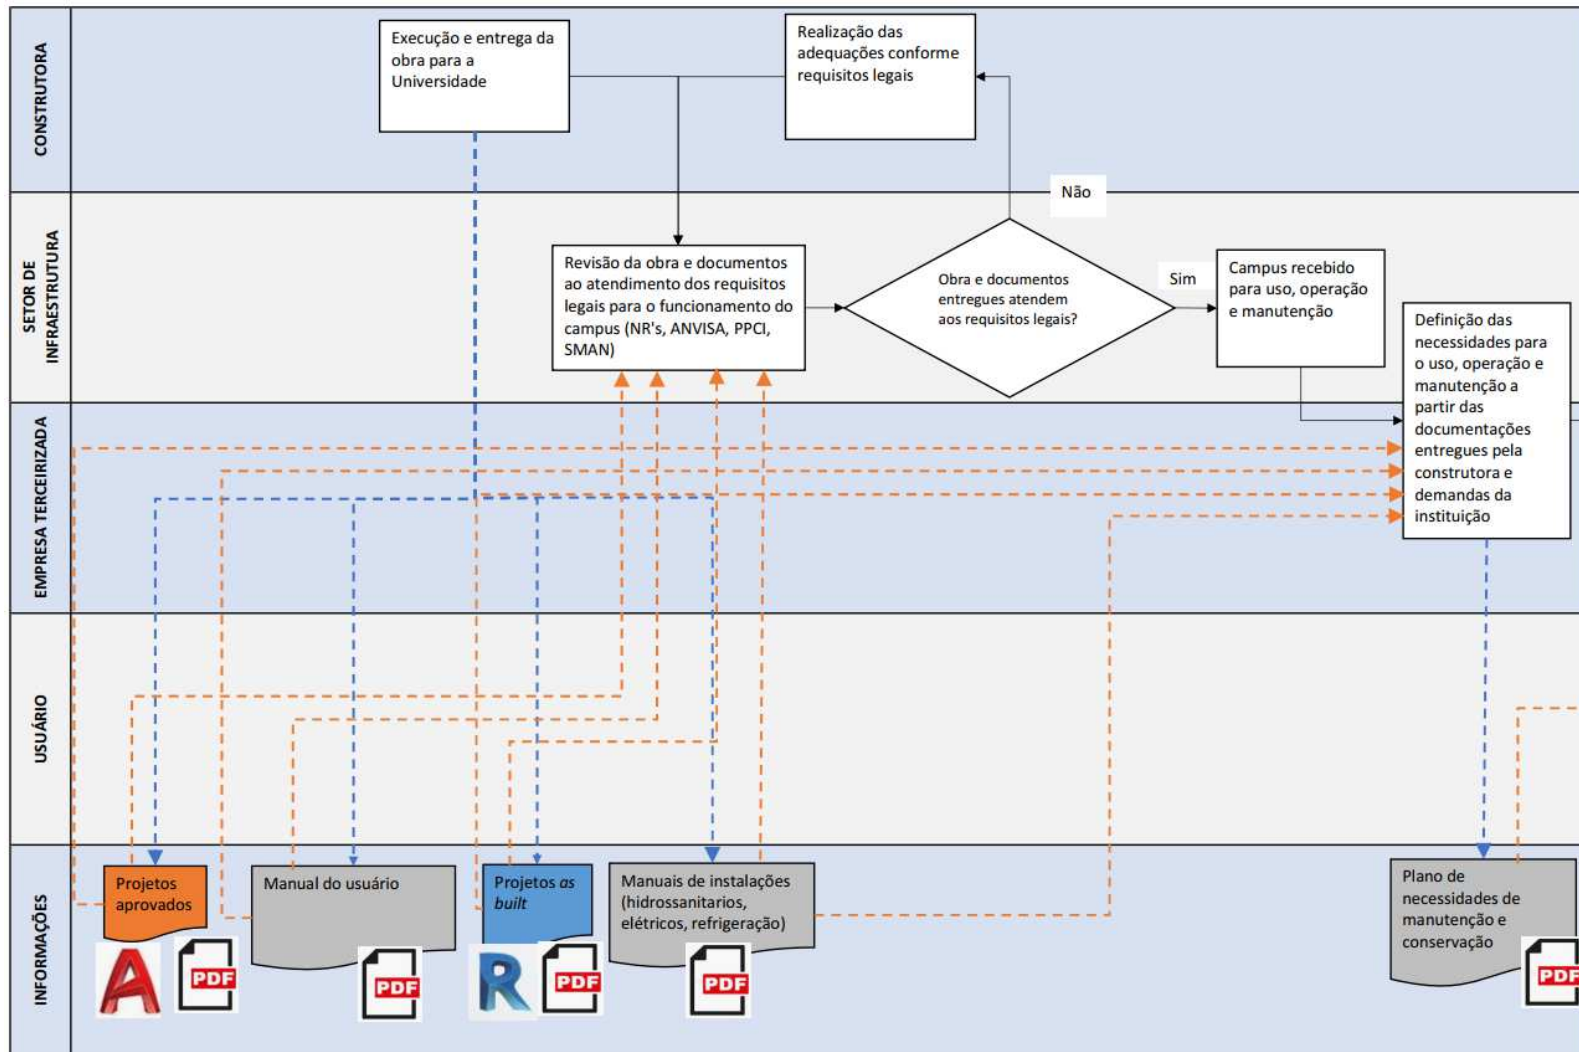 CONSTRUTORA
Execução e entrega da
obra para a
Universidade
Realização das
adequações conforme
requisitos legais
Não
SETOR DE
INFRAESTRUTURA
Revisão da obra e documentos
ao atendimento dos requisitos
legais para o funcionamento do
campus (NR's, ANVISA, PPCI,
SMAN)
Obra e documentos
entregues atendem
aos requisitos legais?
Sim
Campus recebido
para uso, operação
e manutenção
Definição das
necessidades para
o uso, operação e
manutenção a
partir das
documentações
entregues pela
construtora e
demandas da
instituição
EMPRESA TERCEIRIZADA
USUÁRIO
INFORMAÇÕES
Projetos
aprovados
A
PDF
Manual do usuário
PDF
Projetos as
built
R
PDF
Manuais de instalações
(hidrossanitarios,
elétricos, refrigeração)
PDF
Plano de
necessidades de
manutenção e
conservação
PDF